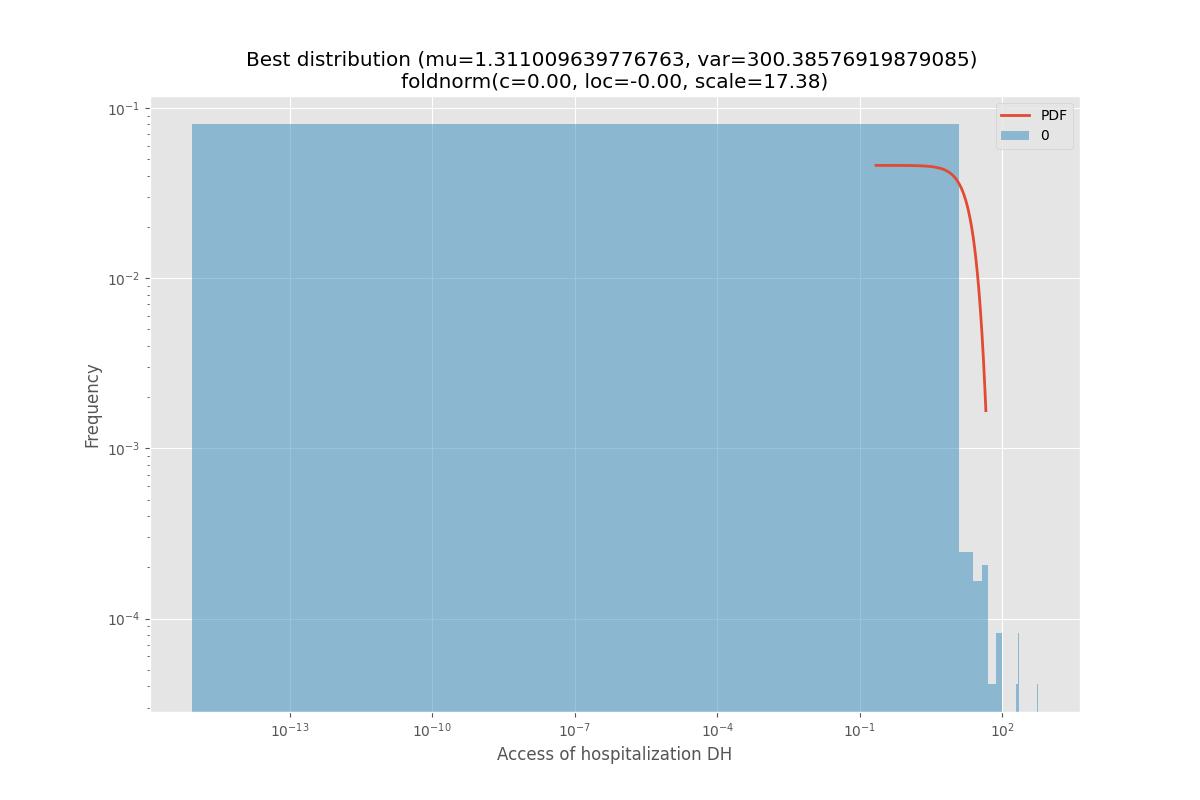 Best distribution (mu=1.311009639776763, var=300.38576919879085)
foldnorm(c=0.00, loc=-0.00, scale=17.38)
PDF
0
10⁻¹
10⁻²
10⁻³
10⁻⁴
Frequency
10⁻¹³
10⁻¹⁰
10⁻⁷
10⁻⁴
10⁻¹
10²
Access of hospitalization DH